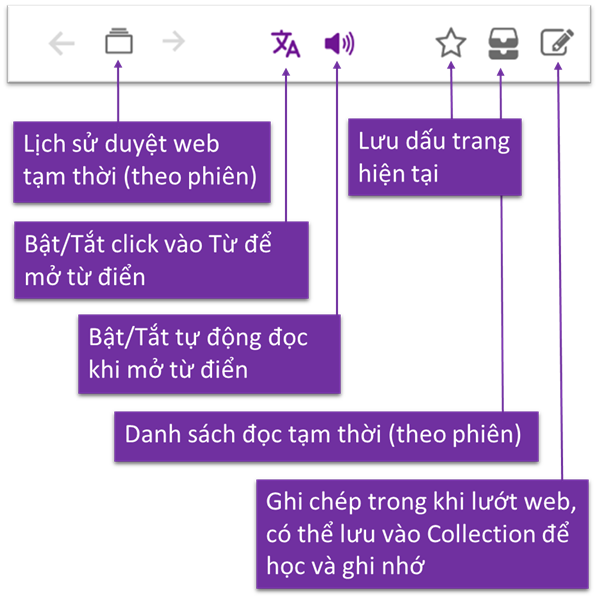 Lịch sử duyệt web
tạm thời (theo phiên)
Lưu dấu trang
hiện tại
Bật/Tắt click vào Từ để
mở từ điển
Bật/Tắt tự động đọc
khi mở từ điển
Danh sách đọc tạm thời (theo phiên)
Ghi chép trong khi lướt web,
có thể lưu vào Collection để
học và ghi nhớ